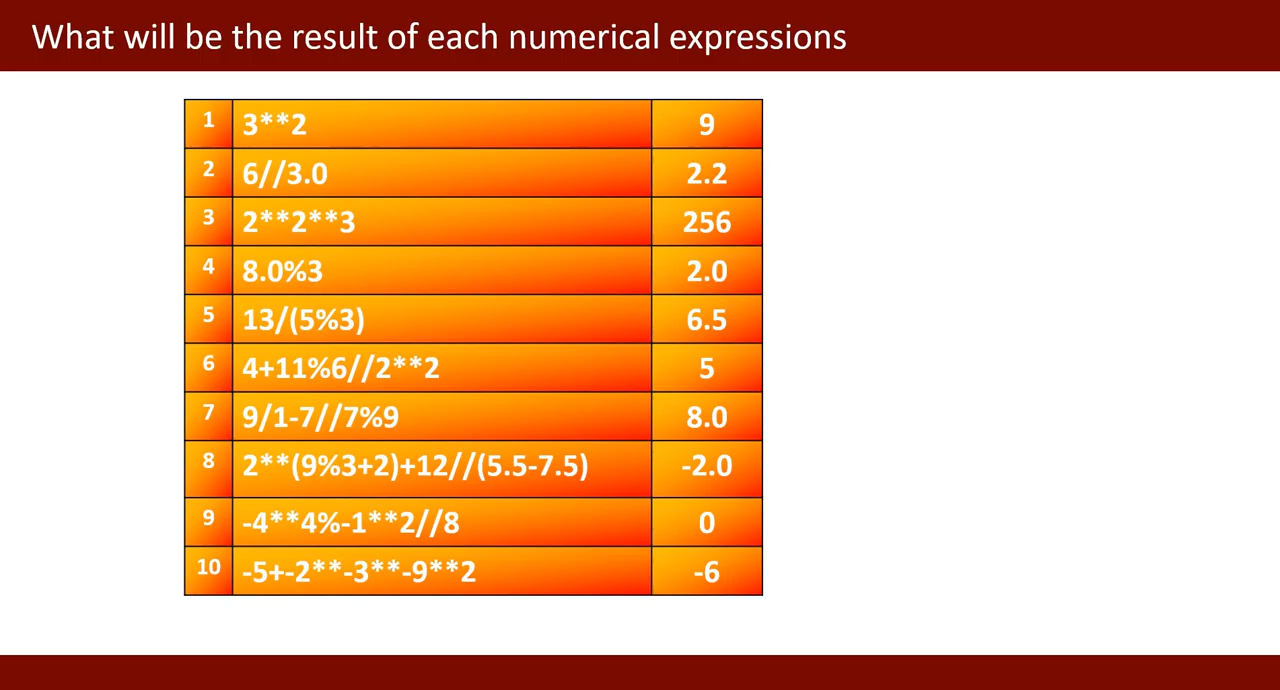 What will be the result of each numerical expressions
1 3**2 9
2 6//3.0 2.2
3 2**2**3 256
4 8.0%3 2.0
5 13/(5%3) 6.5
6 4+11%6//2**2 5
7 9/1-7//7%9 8.0
8 2**(9%3+2)+12//(5.5-7.5) -2.0
9 -4**4%-1**2//8 0
10 -5+-2**-3**-9**2 -6